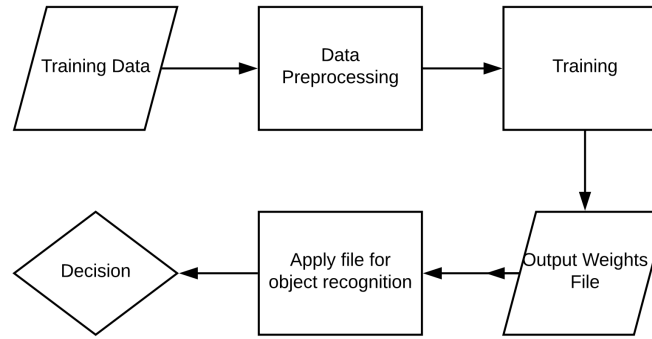 Training Data
Data
Preprocessing
Training
Decision
Apply file for
object recognition
Output Weights
File